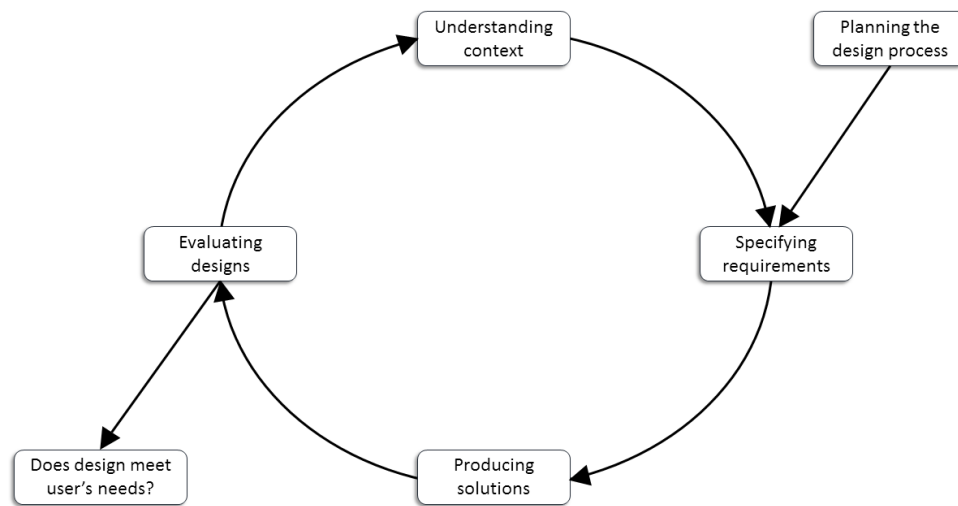 Understanding
context
Planning the
design process
Evaluating
designs
Specifying
requirements
Does design meet
user’s needs?
Producing
solutions